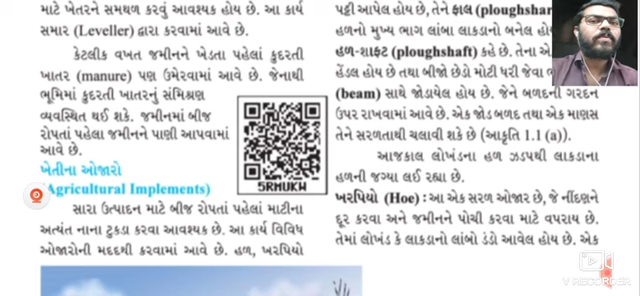 માટે ખેતરને સમથળ કરવું આવશ્યક હોય છે. આ કાર્ય
સમાર (Leveller) દ્વારા કરવામાં આવે છે.
કેટલીક વખત જમીનને ખેડતા પહેલાં કુદરતી
ખાતર (manure) પણ ઉમેરવામાં આવે છે. જેનાથી
ભૂમિમાં કુદરતી ખાતરનું સંમિશ્રણ
વ્યવસ્થિત થઈ શકે. જમીનમાં બીજ
રોપતાં પહેલા જમીનને પાણી આપવામાં
આવે છે.
5RMUKW
ખેતીના ઓજારો
(Agricultural Implements)
સારા ઉત્પાદન માટે બીજ રોપતાં પહેલાં માટીના
અત્યંત નાના ટુકડા કરવા આવશ્યક છે. આ કાર્ય વિવિધ
ઓજારોની મદદથી કરવામાં આવે છે. હળ, ખરપિયો
પટ્ટી આપેલ હોય છે, તેને ફાલ (ploughshar
હળનો મુખ્ય ભાગ લાંબા લાકડાનો બનેલ હોય
હળ-શાફ્ટ (ploughshaft) કહે છે. તેના એ
હેંડલ હોય છે તથા બીજો છેડો મોટી ધરી જેવા
(beam) સાથે જોડાયેલ હોય છે. જેને બળદની ગરદન
ઉપર રાખવામાં આવે છે. એક જોડ બળદ તથા એક માણસ
તેને સરળતાથી ચલાવી શકે છે (આકૃતિ 1.1 (a)).
આજકાલ લોખંડના હળ ઝડપથી લાકડાના
હળની જગ્યા લઈ રહ્યા છે.
ખરપિયો (Hoe) : આ એક સરળ ઓજાર છે, જે નીંદણને
દૂર કરવા અને જમીનને પોચી કરવા માટે વપરાય છે.
તેમાં લોખંડ કે લાકડાનો લાંબો દંડો આવેલ હોય છે. એક
V RECORDER